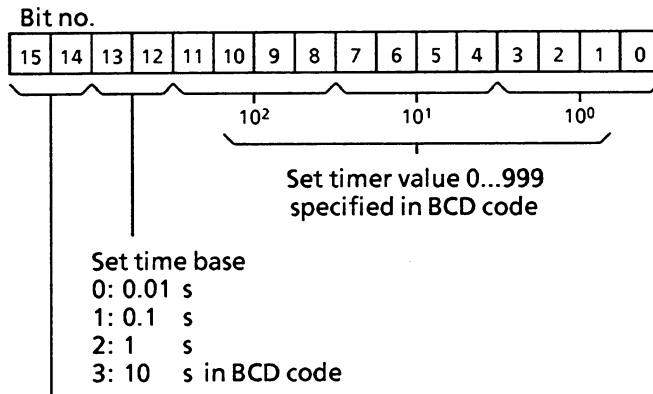 Bit no.
15 14 13 12 11 10 9 8 7 6 5 4 3 2 1 0
10² 10¹ 10⁰
Set timer value 0...999
specified in BCD code
Set time base
0: 0.01 s
1: 0.1 s
2: 1 s
3: 10 s in BCD code